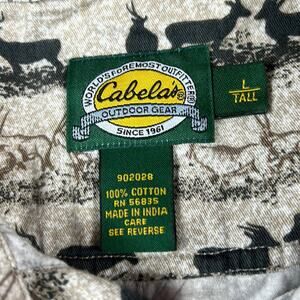 WORLD'S FOREMOST OUTFITTER®
Cabela's®
OUTDOOR GEAR
SINCE 1961
L
TALL
902028
100% COTTON
RN 56835
MADE IN INDIA
CARE
SEE REVERSE